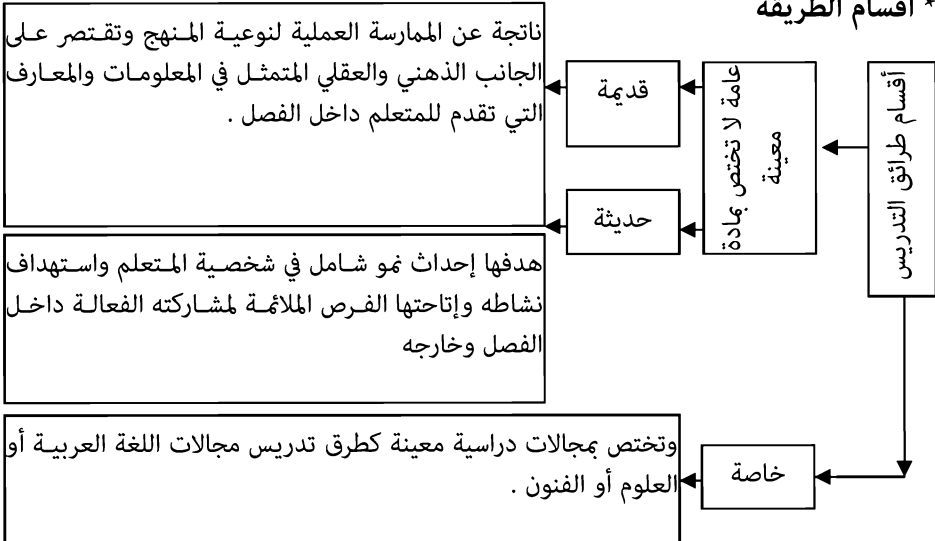 * أقسام الطريقة
أقسام طرائق التدريس
عامة لا تختص بمادة
معينة
قديمة
ناتجة عن الممارسة العملية لنوعية المنهج وتقتصر على
الجانب الذهني والعقلي المتمثل في المعلومات والمعارف
التي تقدم للمتعلم داخل الفصل .
حديثة
هدفها إحداث نمو شامل في شخصية المتعلم واستهداف
نشاطه وإتاحتها الفرص الملائمة لمشاركته الفعالة داخل
الفصل وخارجه
خاصة
وتختص بمجالات دراسية معينة كطرق تدريس مجالات اللغة العربية أو
العلوم أو الفنون .